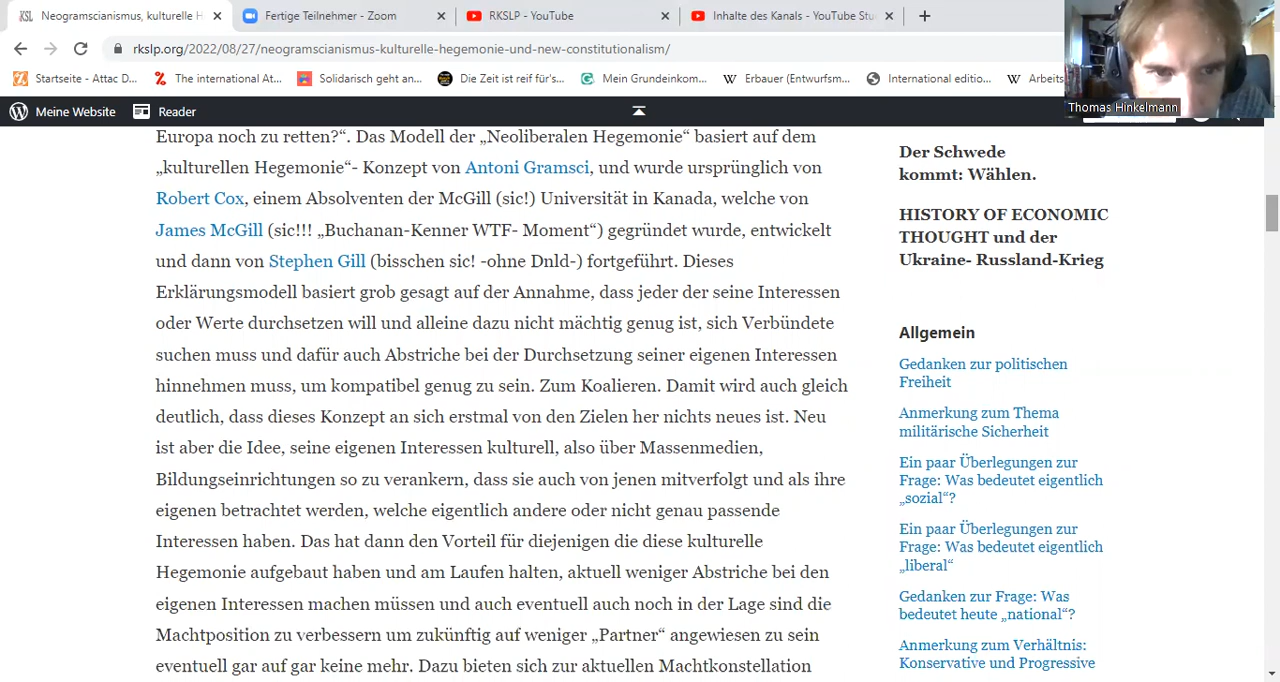 Neogramscianismus, kulturelle H
Fertige Teilnehmer - Zoom
RKSLP - YouTube
Inhalte des Kanals - YouTube Stu
rkslp.org/2022/08/27/neogramscianismus-kulturelle-hegemonie-und-new-constitutionalism/
Startseite - Attac D...
The international At...
Solidarisch geht an...
Die Zeit ist reif für's...
Mein Grundeinkom...
Erbauer (Entwurfsm...
International editio...
Arbeits
Thomas Hinkelmann
Meine Website
Reader
Europa noch zu retten?“. Das Modell der „Neoliberalen Hegemonie“ basiert auf dem
„kulturellen Hegemonie“- Konzept von Antoni Gramsci, und wurde ursprünglich von
Robert Cox, einem Absolventen der McGill (sic!) Universität in Kanada, welche von
James McGill (sic!!! „Buchanan-Kenner WTF- Moment“) gegründet wurde, entwickelt
und dann von Stephen Gill (bisschen sic! -ohne Dnld-) fortgeführt. Dieses
Erklärungsmodell basiert grob gesagt auf der Annahme, dass jeder der seine Interessen
oder Werte durchsetzen will und alleine dazu nicht mächtig genug ist, sich Verbündete
suchen muss und dafür auch Abstriche bei der Durchsetzung seiner eigenen Interessen
hinnehmen muss, um kompatibel genug zu sein. Zum Koalieren. Damit wird auch gleich
deutlich, dass dieses Konzept an sich erstmal von den Zielen her nichts neues ist. Neu
ist aber die Idee, seine eigenen Interessen kulturell, also über Massenmedien,
Bildungseinrichtungen so zu verankern, dass sie auch von jenen mitverfolgt und als ihre
eigenen betrachtet werden, welche eigentlich andere oder nicht genau passende
Interessen haben. Das hat dann den Vorteil für diejenigen die diese kulturelle
Hegemonie aufgebaut haben und am Laufen halten, aktuell weniger Abstriche bei den
eigenen Interessen machen müssen und auch eventuell auch noch in der Lage sind die
Machtposition zu verbessern um zukünftig auf weniger „Partner“ angewiesen zu sein
eventuell gar auf gar keine mehr. Dazu bieten sich zur aktuellen Machtkonstellation
Der Schwede
kommt: Wählen.
HISTORY OF ECONOMIC
THOUGHT und der
Ukraine- Russland-Krieg
Allgemein
Gedanken zur politischen
Freiheit
Anmerkung zum Thema
militärische Sicherheit
Ein paar Überlegungen zur
Frage: Was bedeutet eigentlich
„sozial“?
Ein paar Überlegungen zur
Frage: Was bedeutet eigentlich
„liberal“
Gedanken zur Frage: Was
bedeutet heute „national“?
Anmerkung zum Verhältnis:
Konservative und Progressive